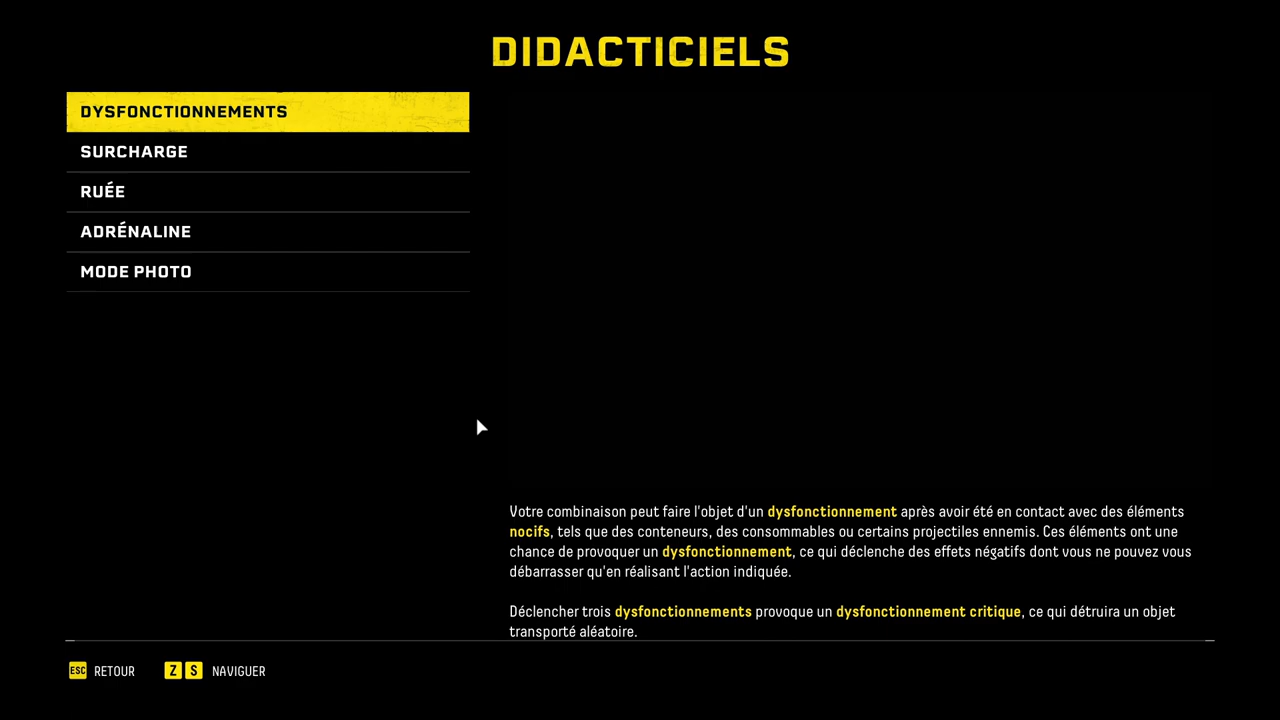 DIDACTICIELS
DYSFONCTIONNEMENTS
SURCHARGE
RUÉE
ADRÉNALINE
MODE PHOTO
Votre combinaison peut faire l'objet d'un dysfonctionnement après avoir été en contact avec des éléments
nocifs, tels que des conteneurs, des consommables ou certains projectiles ennemis. Ces éléments ont une
chance de provoquer un dysfonctionnement, ce qui déclenche des effets négatifs dont vous ne pouvez vous
débarrasser qu'en réalisant l'action indiquée.
Déclencher trois dysfonctionnements provoque un dysfonctionnement critique, ce qui détruira un objet
transporté aléatoire.
ESC RETOUR Z S NAVIGUER